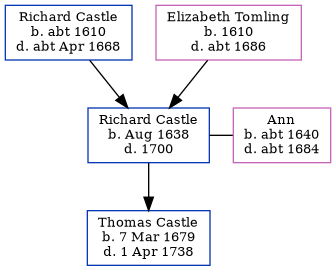 Richard Castle
b. abt 1610
d. abt Apr 1668
Elizabeth Tomling
b. 1610
d. abt 1686
Richard Castle
b. Aug 1638
d. 1700
Ann
b. abt 1640
d. abt 1684
Thomas Castle
b. 7 Mar 1679
d. 1 Apr 1738